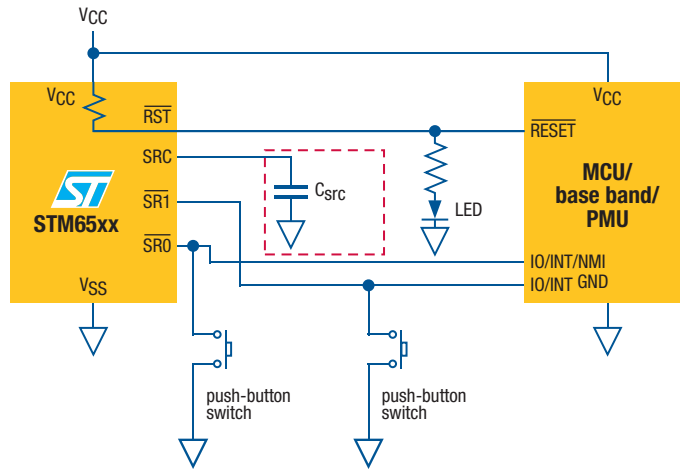 VCC
VCC
RST
SRC
SR1
SR0
VSS
ST
STM65xx
Csrc
LED
VCC
RESET
MCU/
base band/
PMU
IO/INT/NMI
IO/INT GND
push-button
switch
push-button
switch